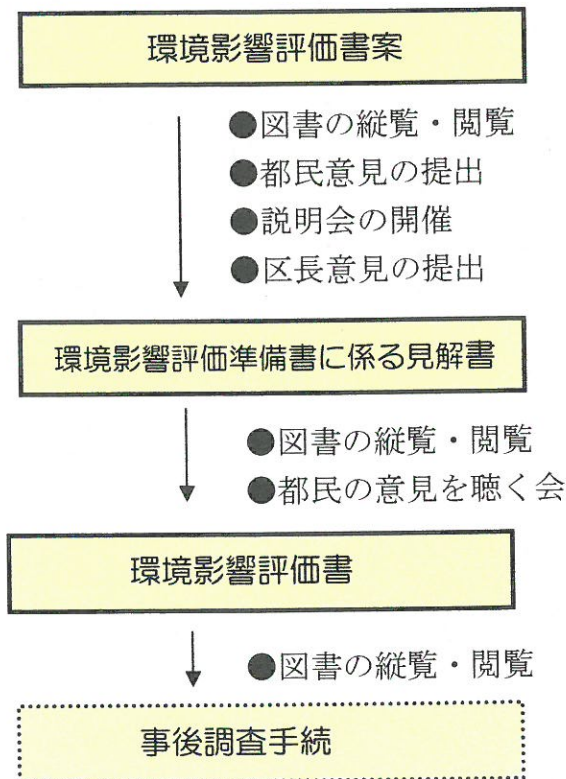 環境影響評価書案
●図書の縦覧・閲覧
●都民意見の提出
●説明会の開催
●区長意見の提出
環境影響評価準備書に係る見解書
●図書の縦覧・閲覧
●都民の意見を聴く会
環境影響評価書
●図書の縦覧・閲覧
事後調査手続